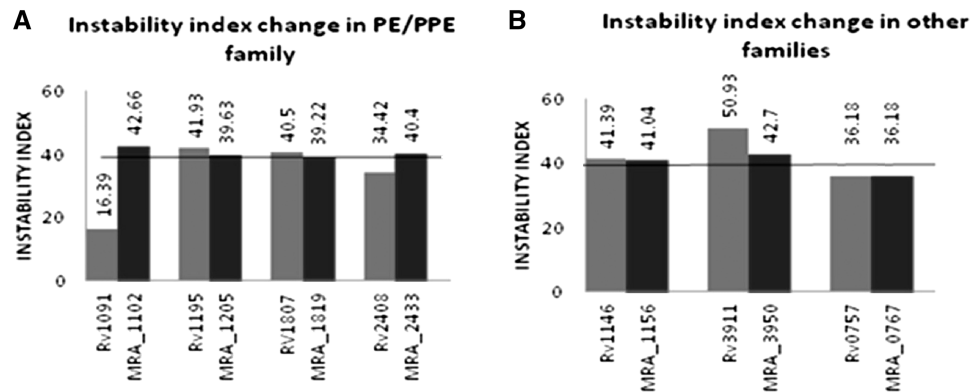 A
Instability index change in PE/PPE
family
INSTABILITY INDEX
60
40
20
0
16.39
42.66
41.93
39.63
40.5
39.22
34.42
40.4
Rv1091
MRA_1102
Rv1195
MRA_1205
RV1807
MRA_1819
Rv2408
MRA_2433
B
Instability index change in other
families
INSTABILITY INDEX
60
40
20
0
41.39
41.04
50.93
42.7
36.18
36.18
Rv1146
MRA_1156
Rv3911
MRA_3950
Rv0757
MRA_0767